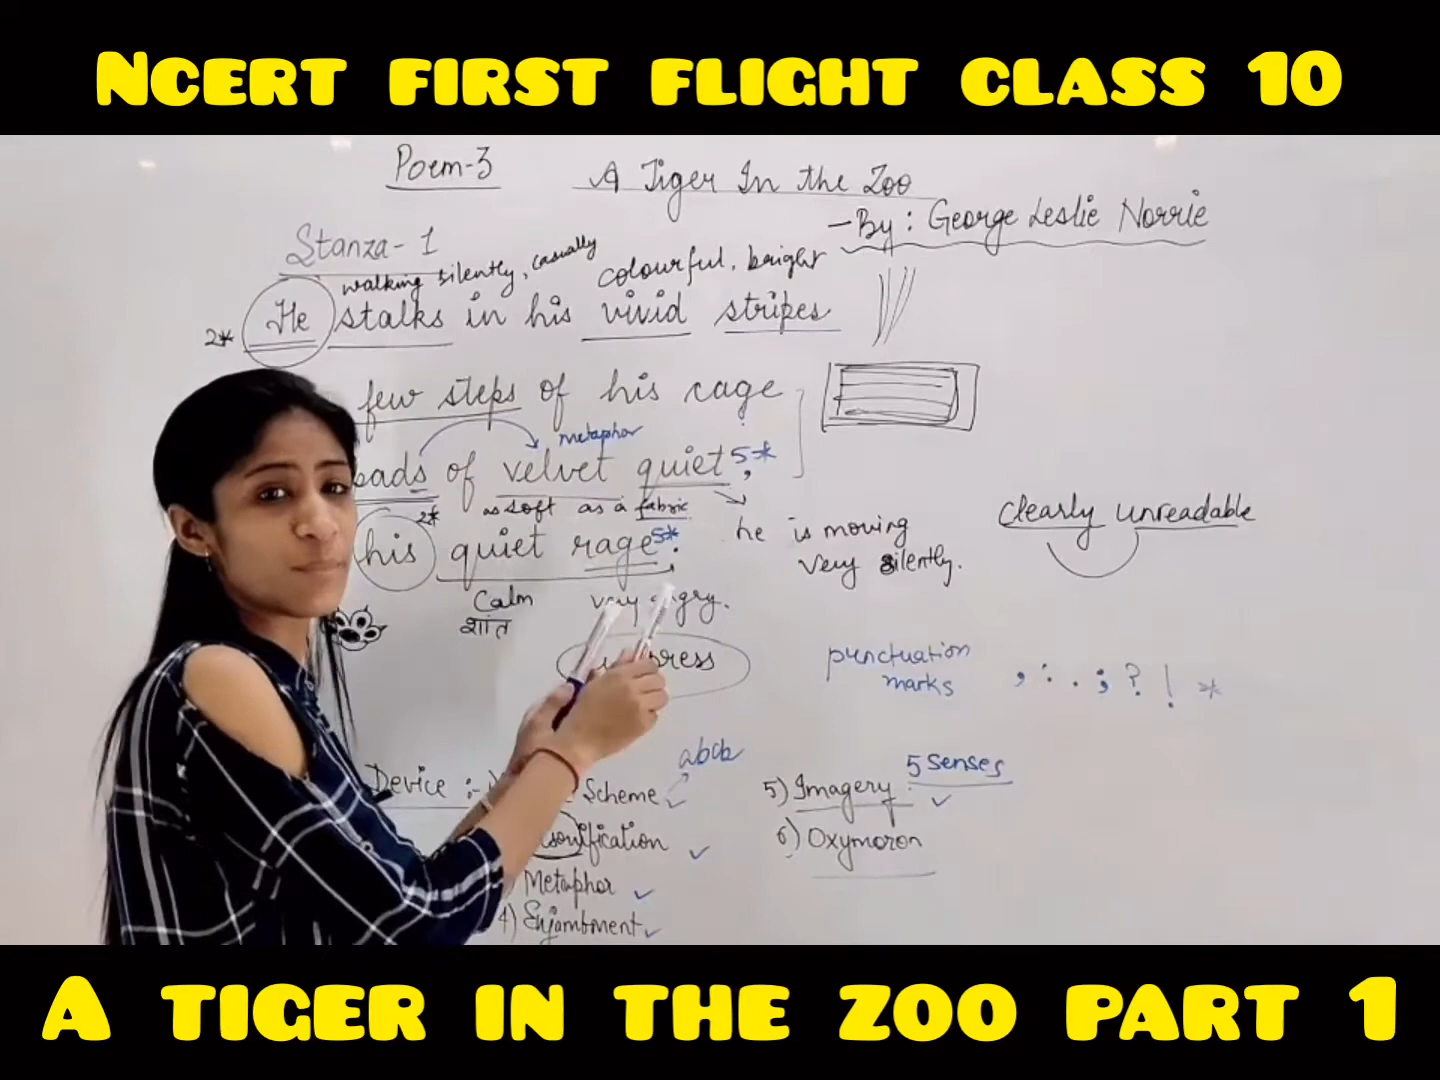 NCERT FIRST FLIGHT CLASS 10
Poem-3
A Tiger In the Zoo
-By: George Leslie Norrie
Stanza-1
walking silently, casually
colourful, bright
2* He stalks in his vivid stripes
few steps of his cage
metaphor
pads of velvet quiet, 5*
2* as soft as a fabric
he is moving
very silently.
clearly unreadable
his quiet rage. 5*
Calm
very angry.
शांत
punctuation
marks , : . ; ? ! *
abcb
Device :- Scheme ✓
5) Imagery 5 Senses ✓
6) Oxymoron
Metaphor ✓
4) Enjambment ✓
A TIGER IN THE ZOO PART 1